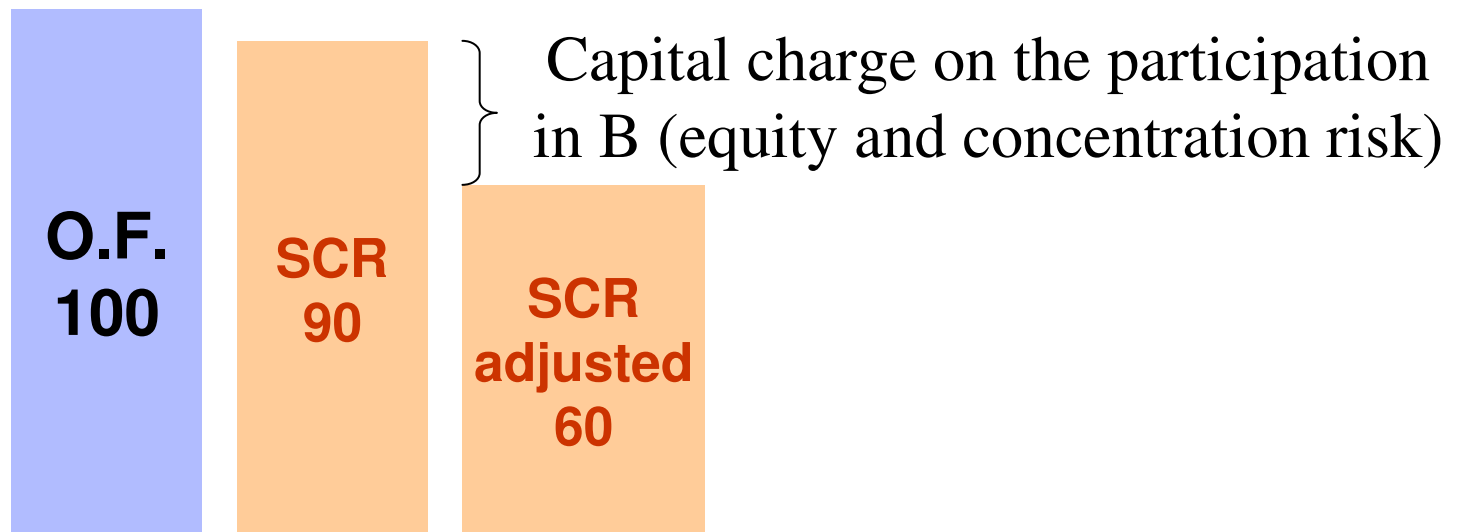 O.F.
100
SCR
90
SCR
adjusted
60
Capital charge on the participation
in B (equity and concentration risk)